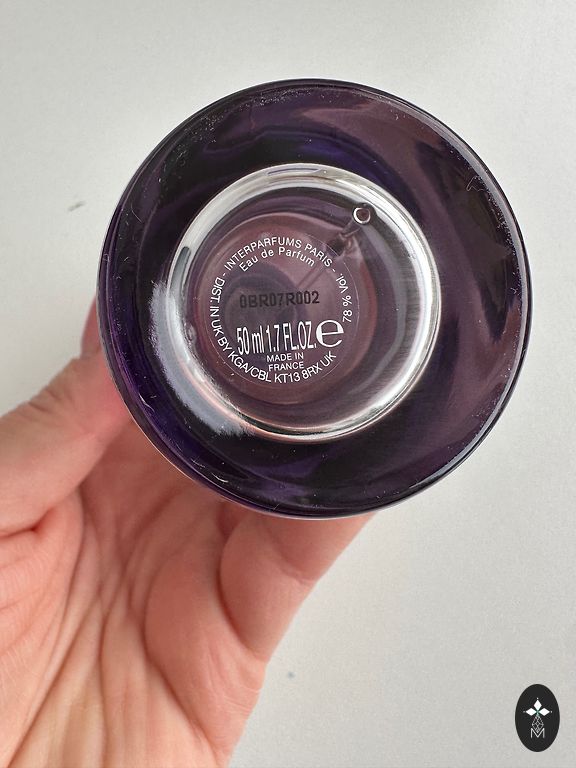 DIST. IN UK BY KGA/CBL KT13 8RX UK
- INTERPARFUMS PARIS -
Eau de Parfum
78 % Vol.
0BR07R002
50 ml 1.7 FL.OZ. e
MADE IN
FRANCE
M